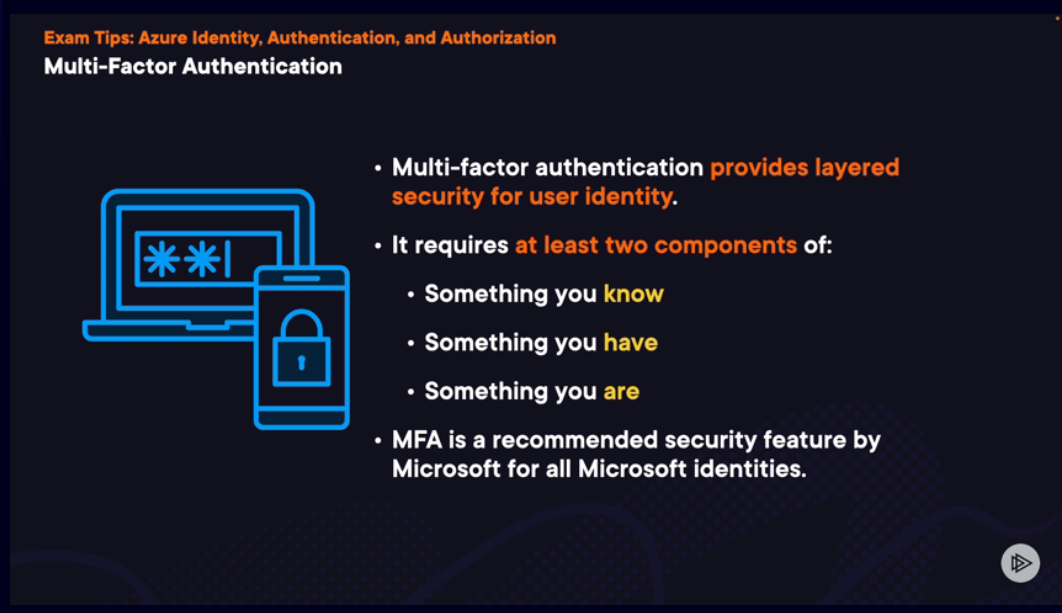 Exam Tips: Azure Identity, Authentication, and Authorization
Multi-Factor Authentication
• Multi-factor authentication provides layered
security for user identity.
• It requires at least two components of:
• Something you know
• Something you have
• Something you are
• MFA is a recommended security feature by
Microsoft for all Microsoft identities.